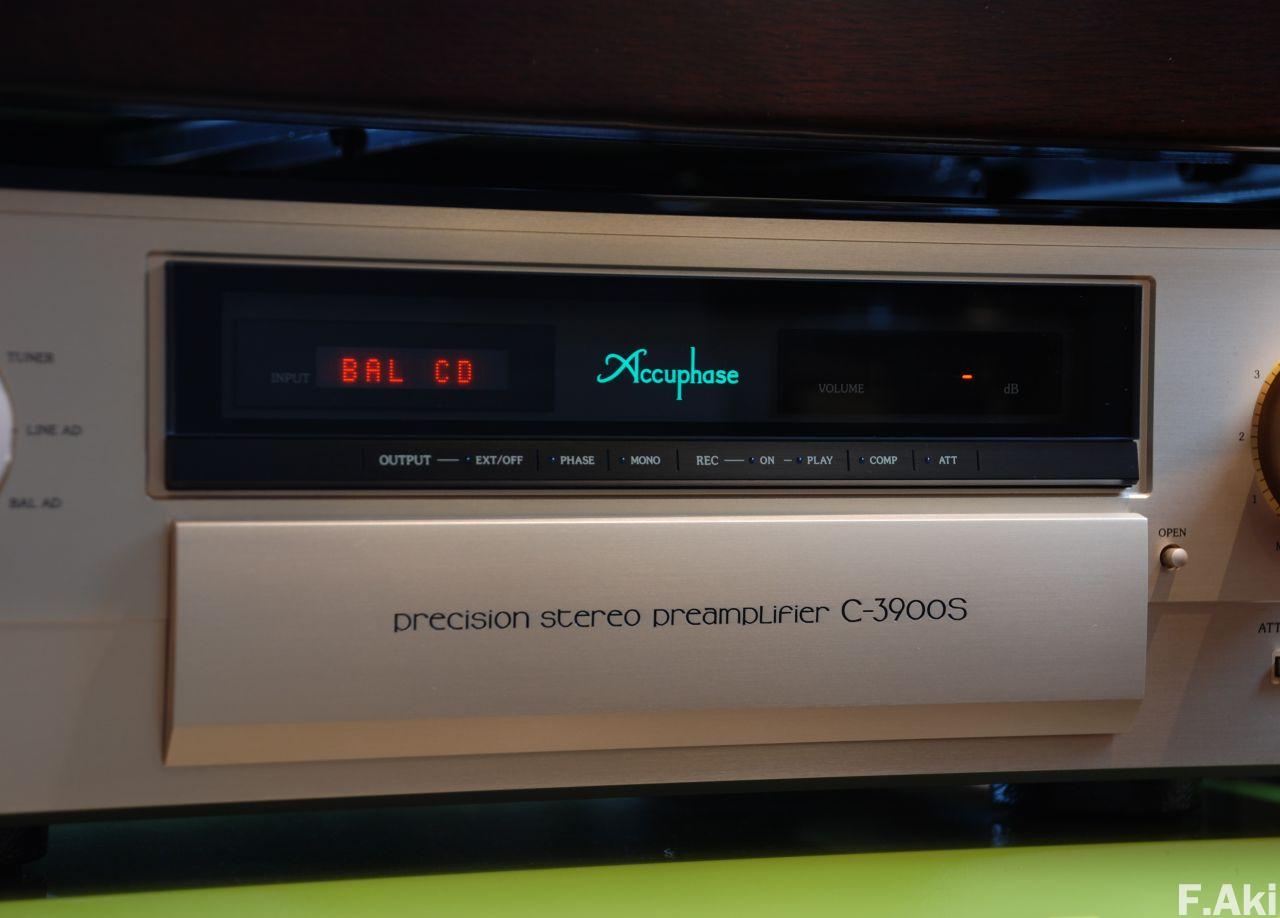 TUNER
LINE AD
BAL AD
INPUT BAL CD
Accuphase
VOLUME - dB
OUTPUT EXT/OFF PHASE MONO REC ON PLAY COMP ATT
precision stereo preamplifier C-3900S
OPEN
3
2
1
ATT
F.Aki